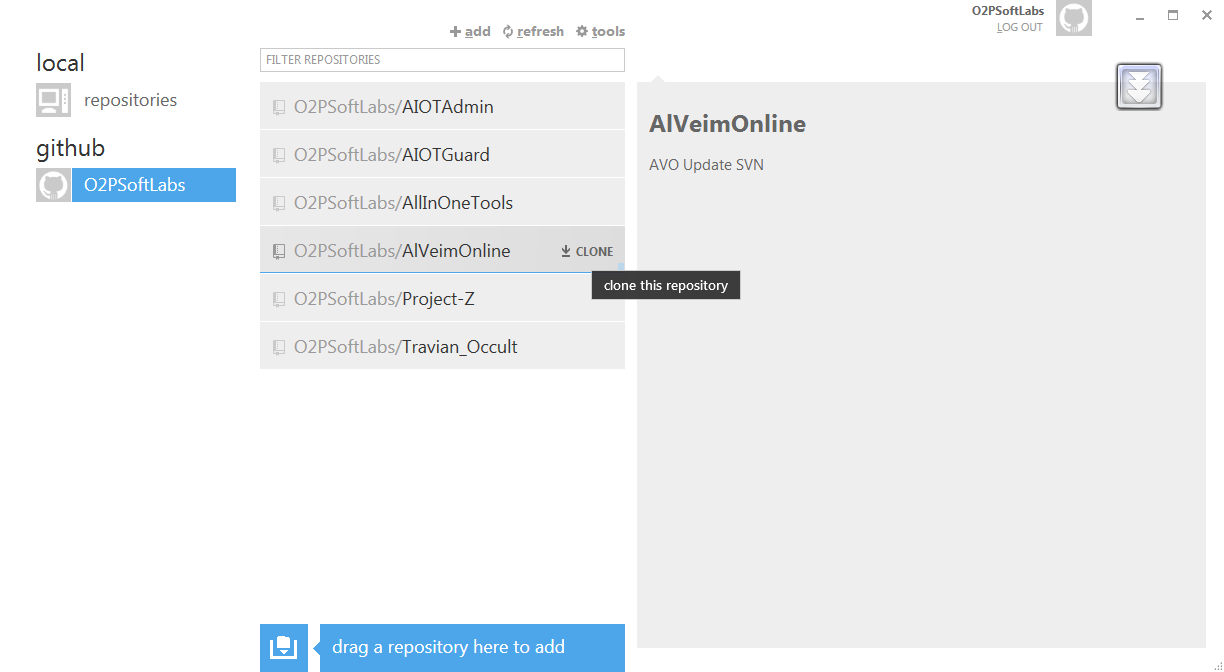 O2PSoftLabs
LOG OUT
add refresh tools
local
repositories
github
O2PSoftLabs
FILTER REPOSITORIES
O2PSoftLabs/AIOTAdmin
O2PSoftLabs/AIOTGuard
O2PSoftLabs/AllInOneTools
O2PSoftLabs/AlVeimOnline CLONE
clone this repository
O2PSoftLabs/Project-Z
O2PSoftLabs/Travian_Occult
drag a repository here to add
AlVeimOnline
AVO Update SVN